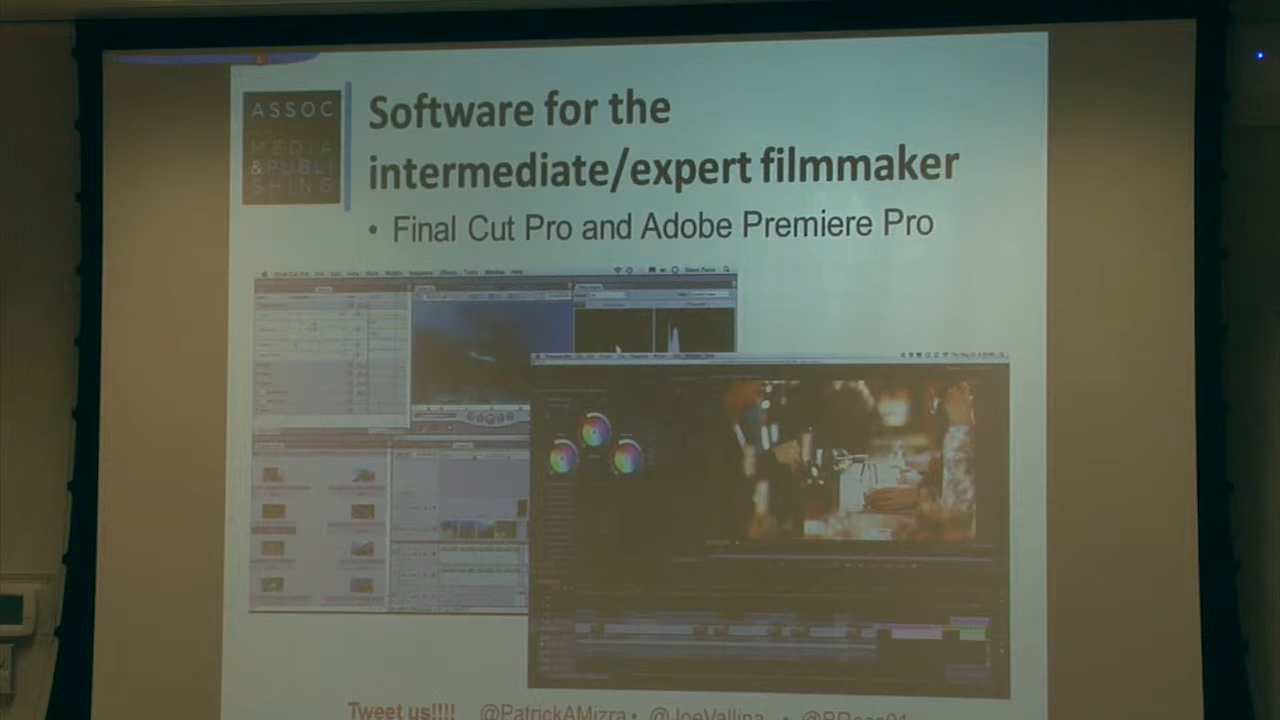 ASSOC
MEDIA
&PUBLI
SHING
Software for the
intermediate/expert filmmaker
• Final Cut Pro and Adobe Premiere Pro
Tweet us!!!! @PatrickAMizra • @JoeVallina •